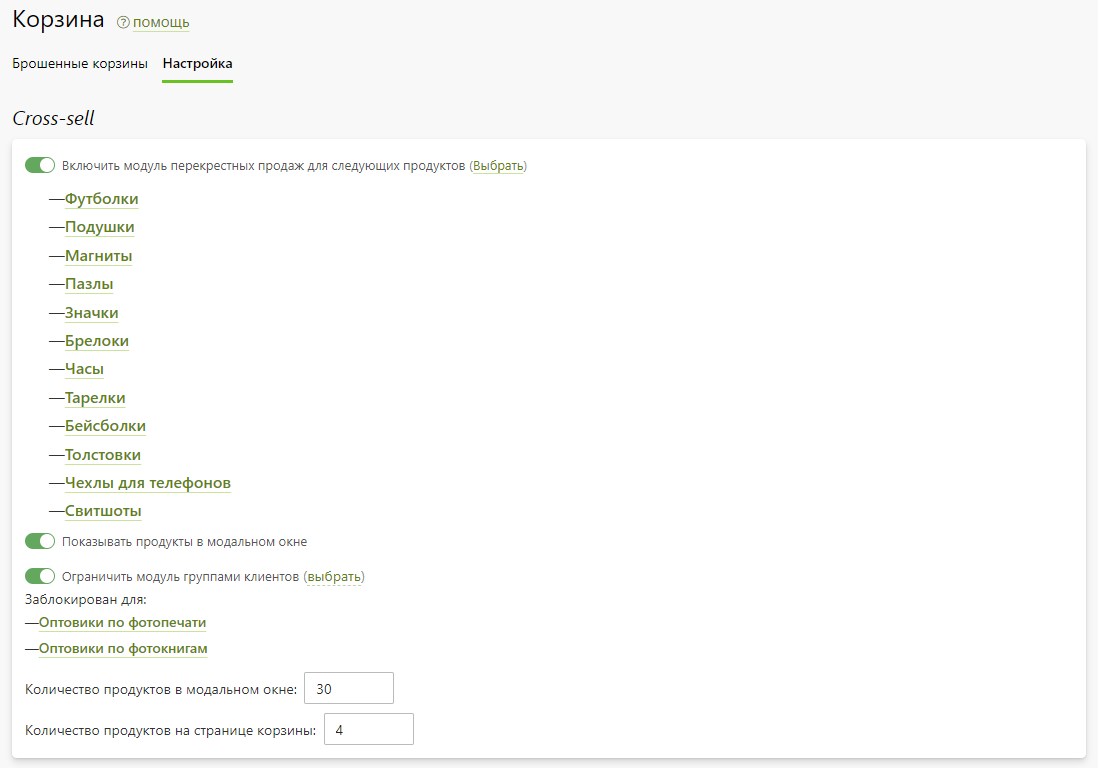 Корзина ? помощь
Брошенные корзины Настройка
Cross-sell
Включить модуль перекрестных продаж для следующих продуктов (Выбрать)
—Футболки
—Подушки
—Магниты
—Пазлы
—Значки
—Брелоки
—Часы
—Тарелки
—Бейсболки
—Толстовки
—Чехлы для телефонов
—Свитшоты
Показывать продукты в модальном окне
Ограничить модуль группами клиентов (выбрать)
Заблокирован для:
—Оптовики по фотопечати
—Оптовики по фотокнигам
Количество продуктов в модальном окне: 30
Количество продуктов на странице корзины: 4